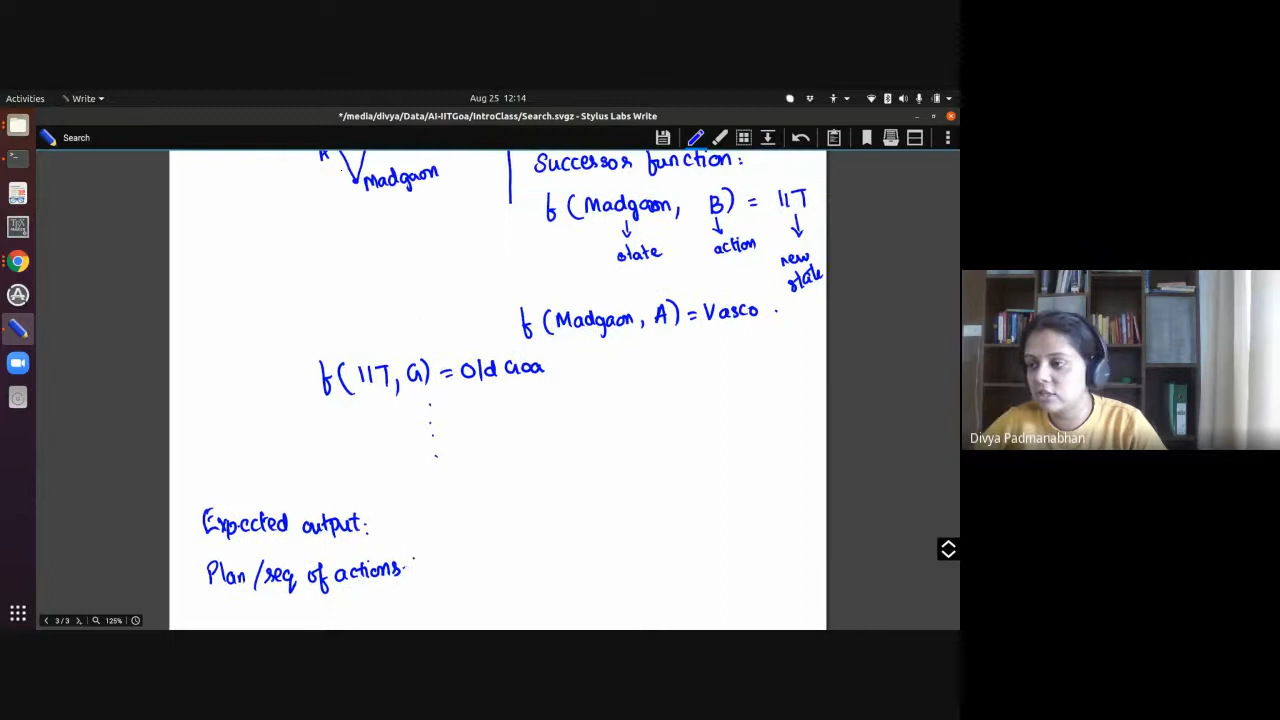 Activities
Write
Aug 25 12:14
*/media/divya/Data/AI-IITGoa/IntroClass/Search.svgz - Stylus Labs Write
Search
A
Madgaon
Successor function:
f (Madgaon, B) = IIT
state
action
new
state
f (Madgaon, A) = Vasco .
f( IIT, G) = Old Goa
Expected output:
Plan/seq of actions.
3/3
125%
Divya Padmanabhan